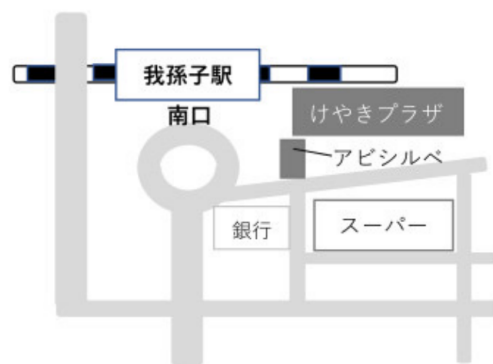 我孫子駅
南口
けやきプラザ
アビシルベ
銀行
スーパー